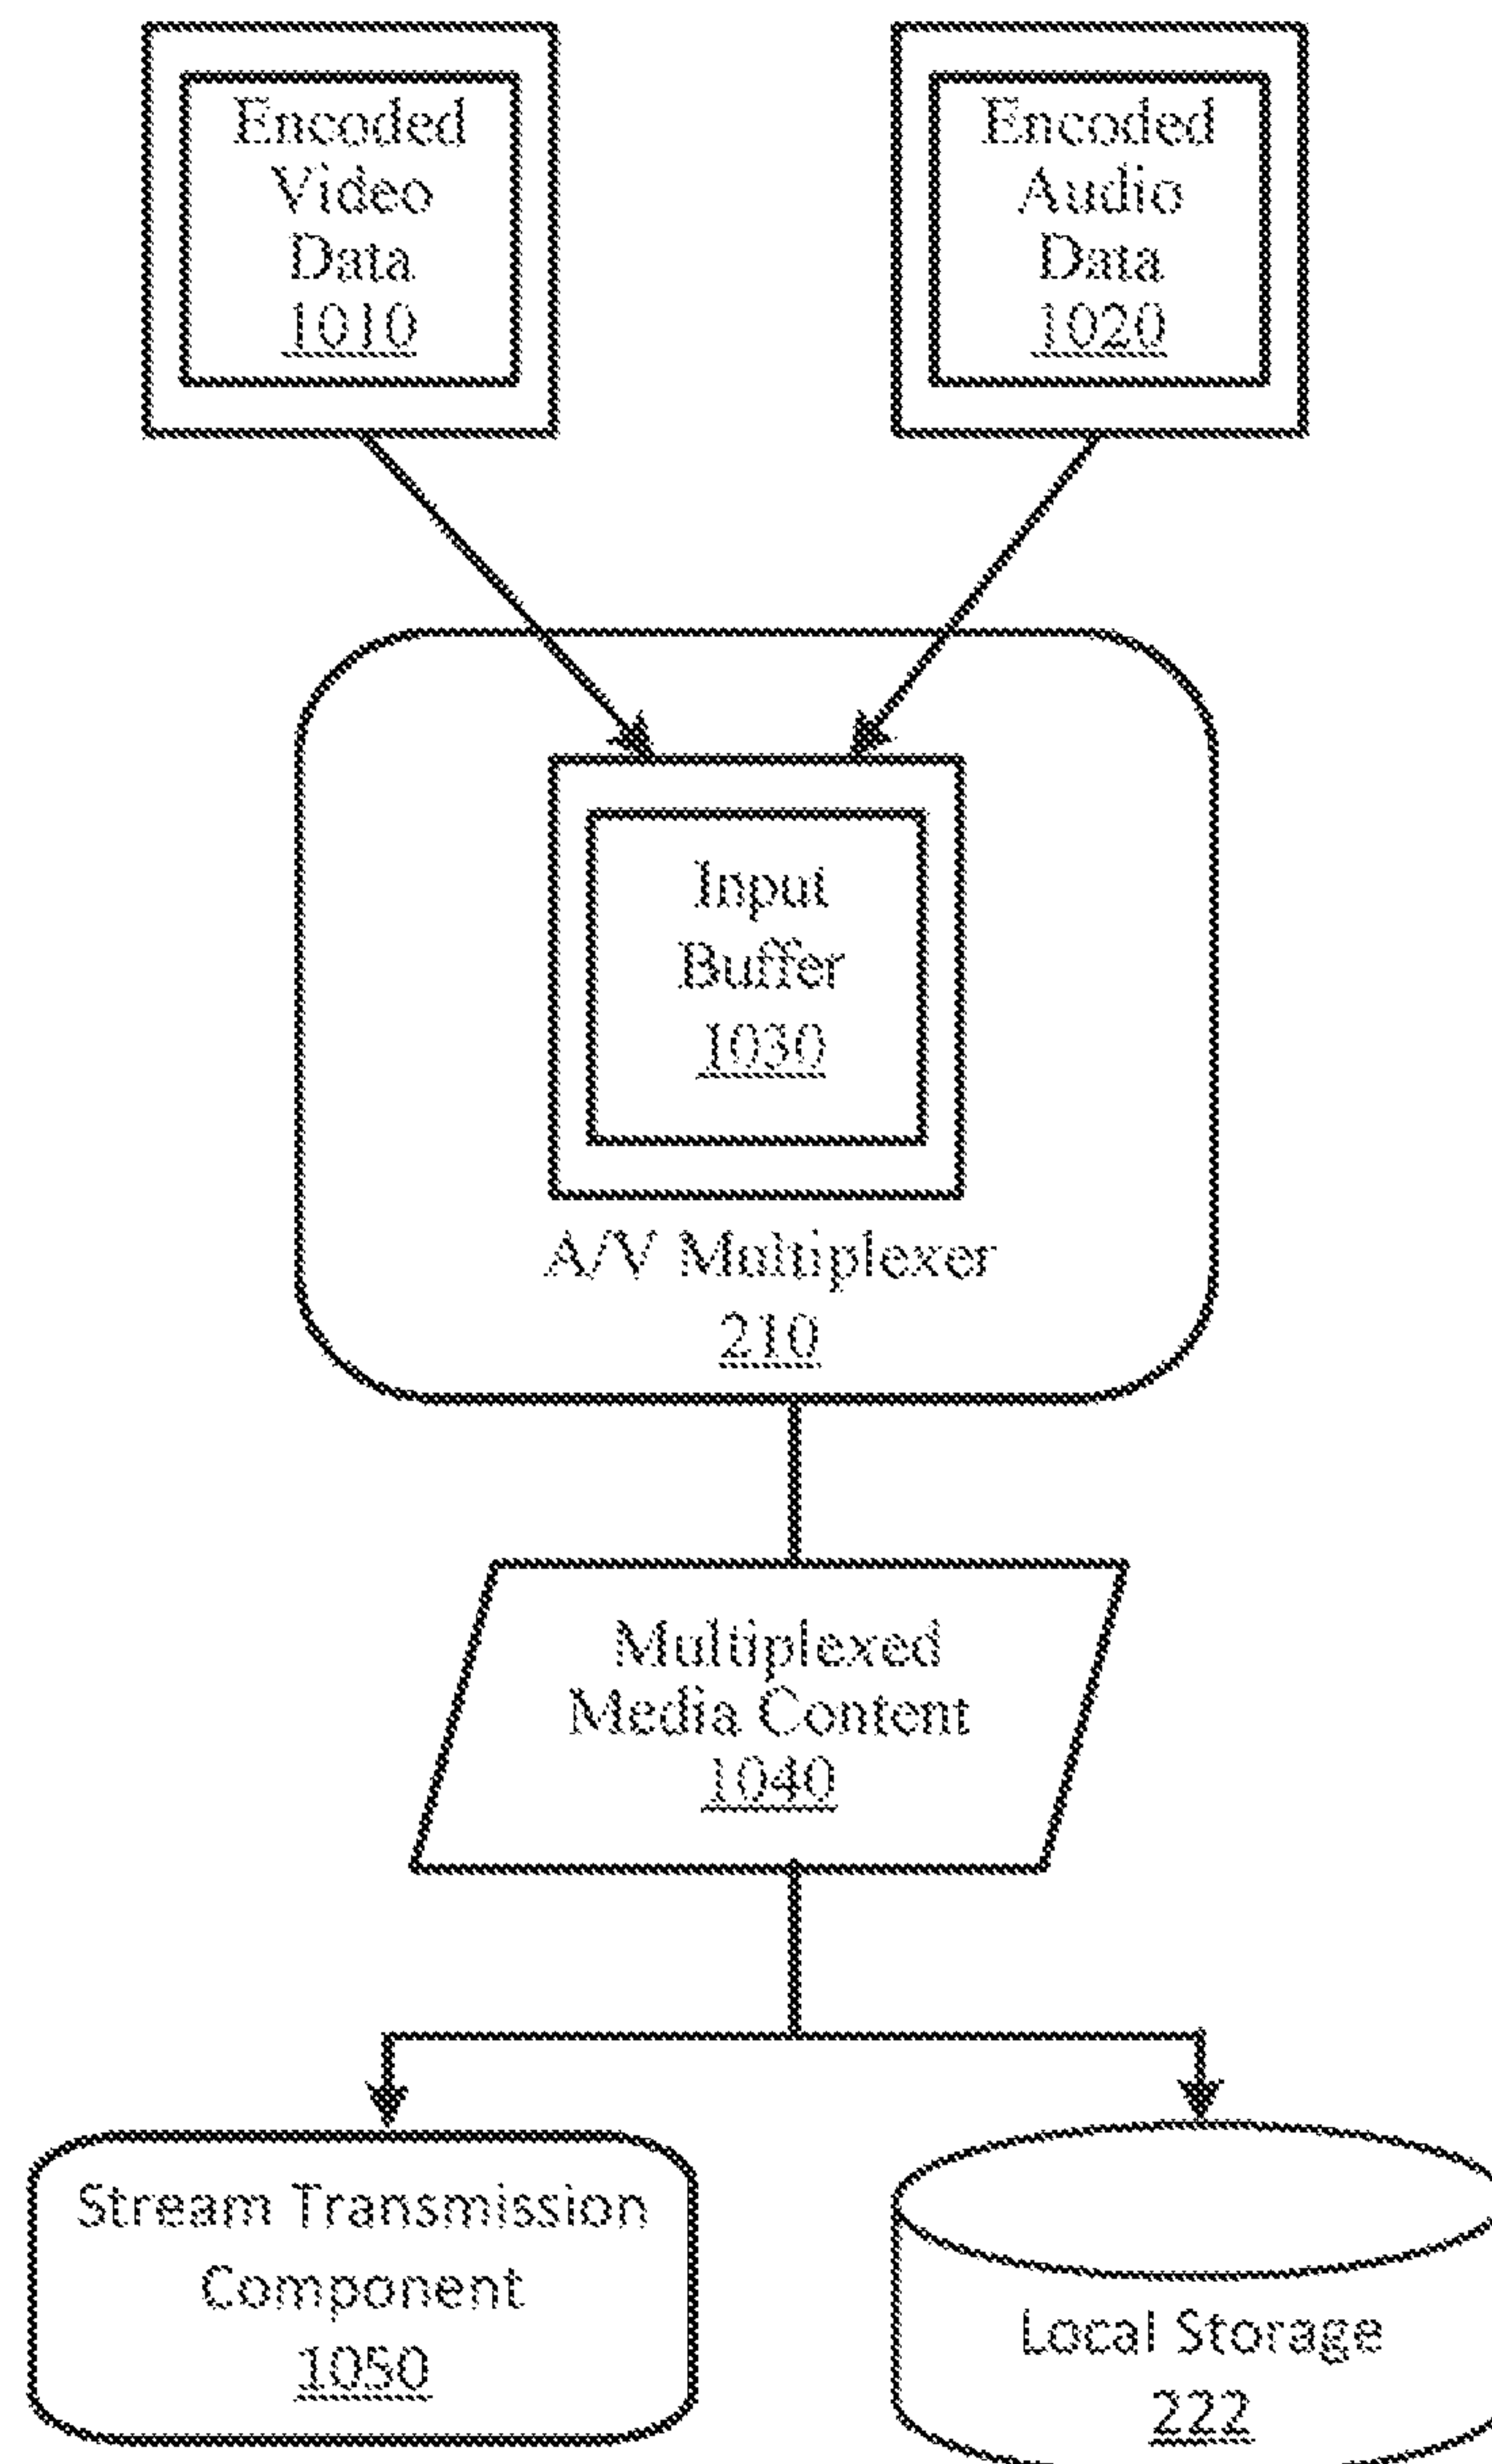 Encoded
Video
Data
1010
Encoded
Audio
Data
1020
Input
Buffer
1030
A/V Multiplexer
210
Multiplexed
Media Content
1040
Stream Transmission
Component
1050
Local Storage
222